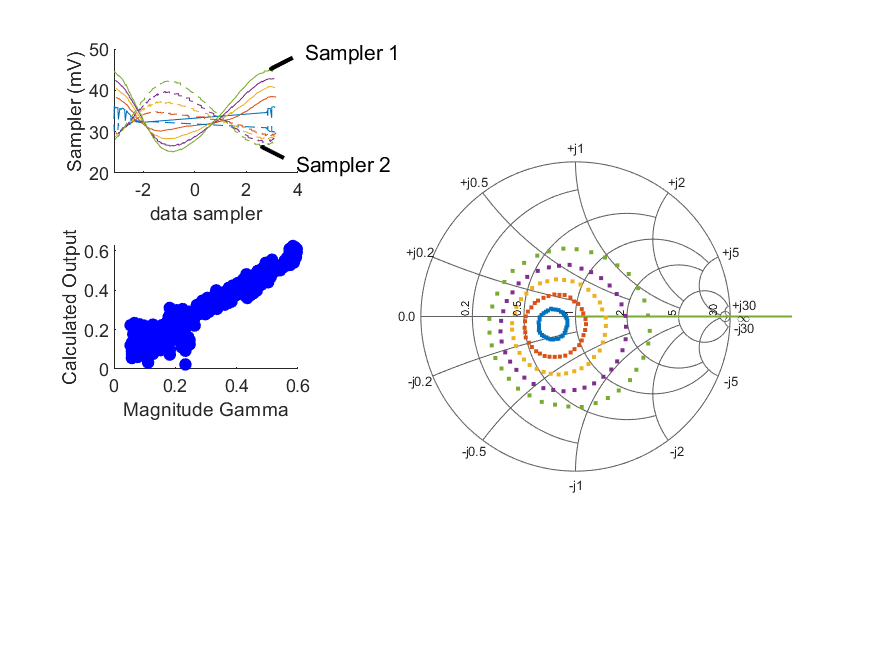 Sampler (mV)
50
40
30
20
-2
0
2
4
data sampler
Sampler 1
Sampler 2
Calculated Output
0.6
0.4
0.2
0
0
0.2
0.4
0.6
Magnitude Gamma
+j1
+j0.5
+j2
+j0.2
+j5
+j30
0.0
0.2
0.5
1
2
5
30
-j30
-j0.2
-j5
-j0.5
-j2
-j1